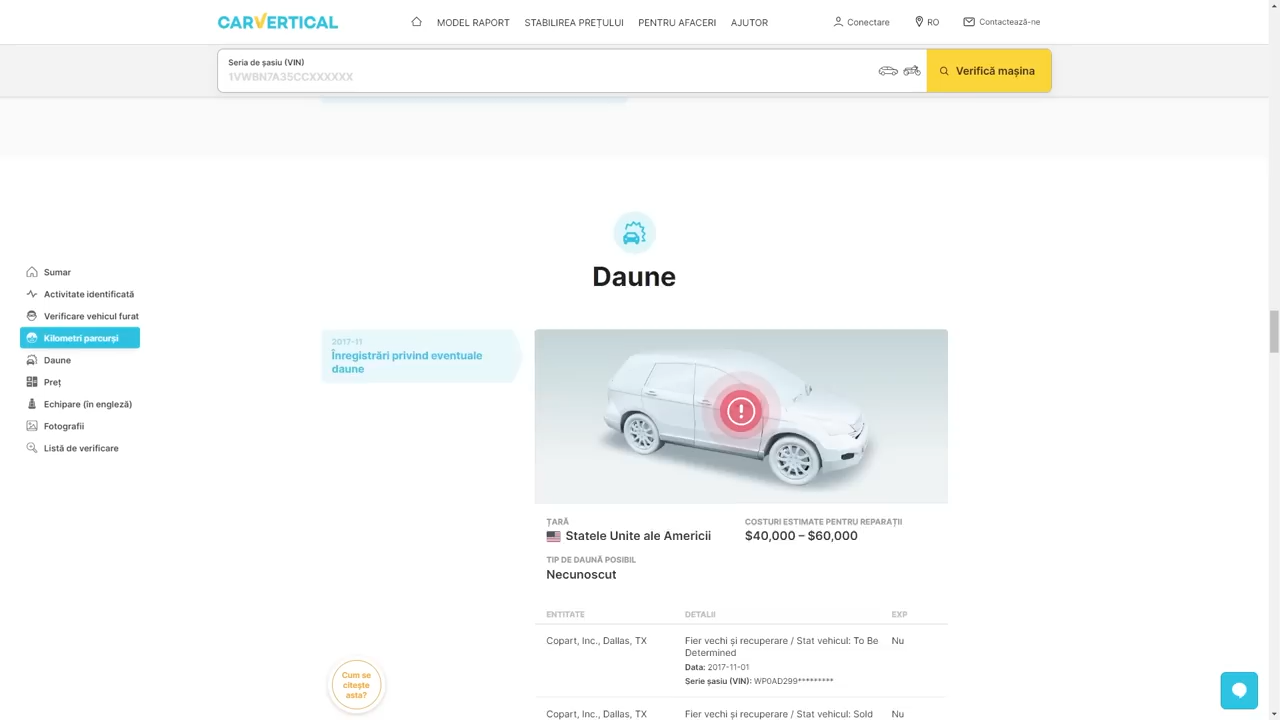 CARVERTICAL
MODEL RAPORT
STABILIREA PREȚULUI
PENTRU AFACERI
AJUTOR
Conectare
RO
Contactează-ne
Seria de șasiu (VIN)
1VWBN7A35CCXXXXXX
Verifică mașina
Daune
Sumar
Activitate identificată
Verificare vehicul furat
Kilometri parcurși
Daune
Preț
Echipare (în engleză)
Fotografii
Listă de verificare
2017-11
Înregistrări privind eventuale
daune
ȚARĂ
Statele Unite ale Americii
COSTURI ESTIMATE PENTRU REPARAȚII
$40,000 – $60,000
TIP DE DAUNĂ POSIBIL
Necunoscut
ENTITATE
DETALII
EXP
Copart, Inc., Dallas, TX
Fier vechi și recuperare / Stat vehicul: To Be
Determined
Nu
Data: 2017-11-01
Serie șasiu (VIN): WP0AD299*********
Copart, Inc., Dallas, TX
Fier vechi și recuperare / Stat vehicul: Sold
Nu
Cum se
citește
asta?